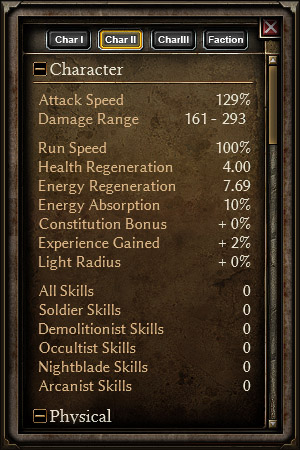 Char I Char II CharIII Faction
Character
Attack Speed 129%
Damage Range 161 - 293
Run Speed 100%
Health Regeneration 4.00
Energy Regeneration 7.69
Energy Absorption 10%
Constitution Bonus + 0%
Experience Gained + 2%
Light Radius + 0%
All Skills 0
Soldier Skills 0
Demolitionist Skills 0
Occultist Skills 0
Nightblade Skills 0
Arcanist Skills 0
Physical